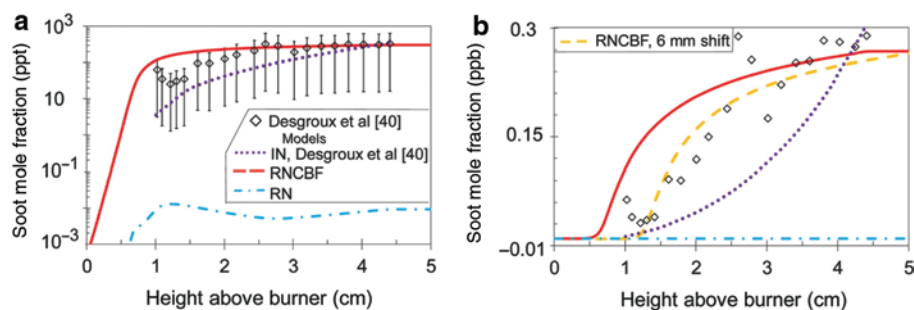 a
Soot mole fraction (ppt)
10³
10
10⁻¹
10⁻³
0
1
2
3
4
5
Height above burner (cm)
Desgroux et al [40]
Models
IN, Desgroux et al [40]
RNCBF
RN
b
Soot mole fraction (ppb)
0.3
0.15
−0.01
0
1
2
3
4
5
Height above burner (cm)
RNCBF, 6 mm shift